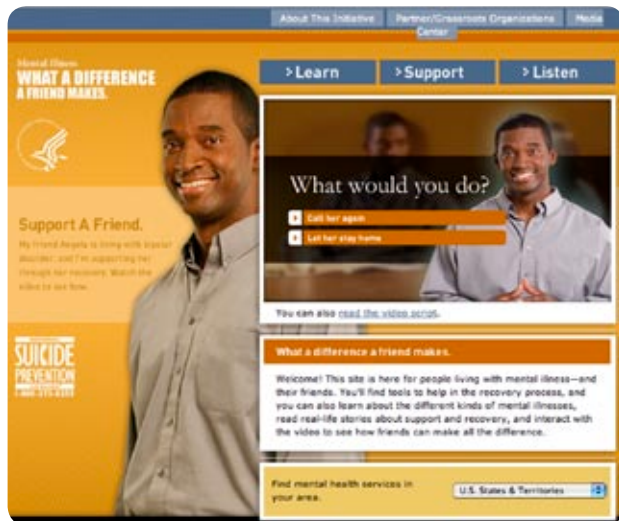 About This Initiative
Partner/Grassroots Organizations
Media
Center
Mental Illness
WHAT A DIFFERENCE
A FRIEND MAKES.
>Learn
>Support
>Listen
What would you do?
Call her again
Let her stay home
Support A Friend.
My friend Angela is living with bipolar
disorder, and I'm supporting her
through her recovery. Watch the
video to see how.
You can also read the video script.
SUICIDE
PREVENTION
What a difference a friend makes.
Welcome! This site is here for people living with mental illness—and
their friends. You'll find tools to help in the recovery process, and
you can also learn about the different kinds of mental illnesses,
read real-life stories about support and recovery, and interact with
the video to see how friends can make all the difference.
Find mental health services in
your area.
U.S. States & Territories